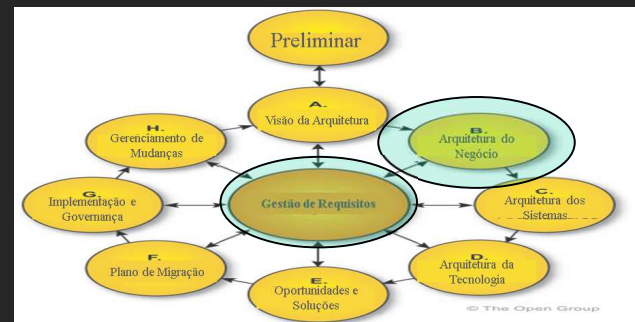 Preliminar
A.
Visão da Arquitetura
H.
Gerenciamento de
Mudanças
B.
Arquitetura do
Negócio
G.
Implementação e
Governança
Gestão de Requisitos
C.
Arquitetura dos
Sistemas
F.
Plano de Migração
D.
Arquitetura da
Tecnologia
E.
Oportunidades e
Soluções
© The Open Group